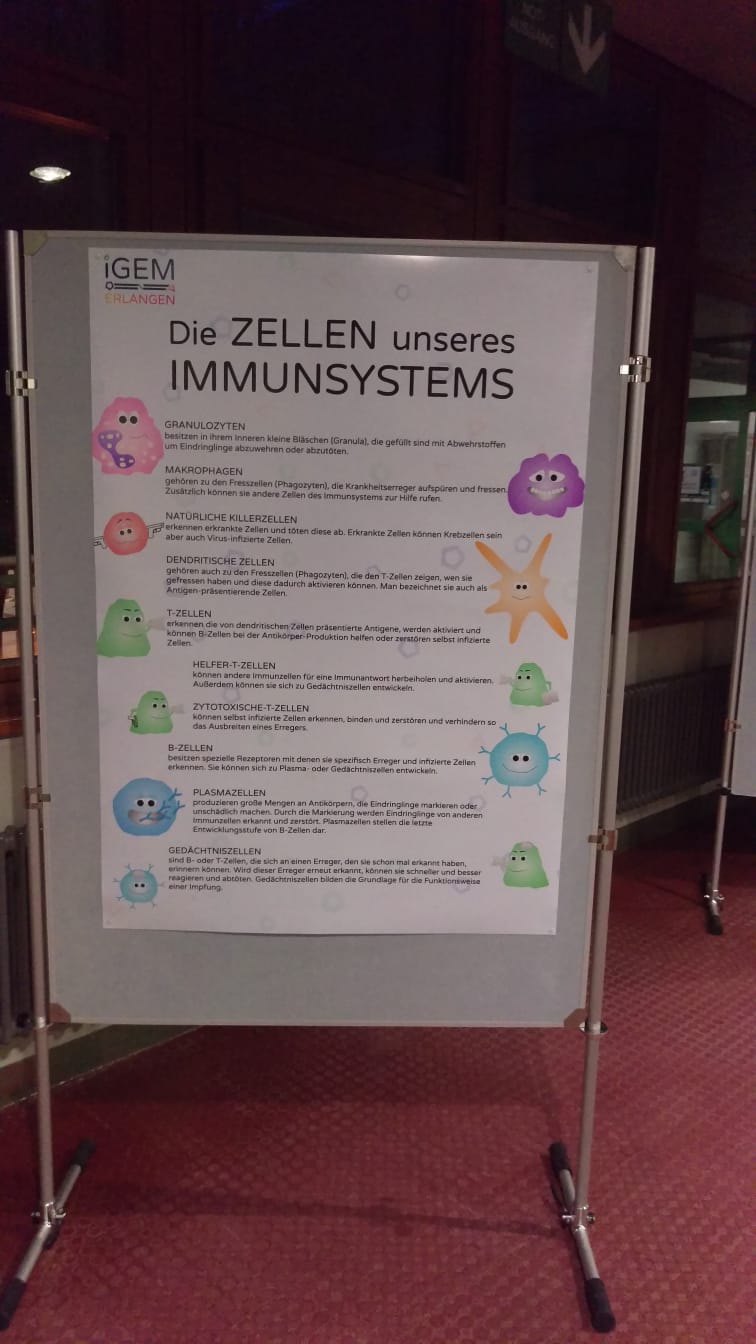 NOT
AUSGANG
iGEM
ERLANGEN
Die ZELLEN unseres
IMMUNSYSTEMS
GRANULOZYTEN
besitzen in ihrem Inneren kleine Bläschen (Granula), die gefüllt sind mit Abwehrstoffen
um Eindringlinge abzuwehren oder abzutöten.
MAKROPHAGEN
gehören zu den Fresszellen (Phagozyten), die Krankheitserreger aufspüren und fressen.
Zusätzlich können sie andere Zellen des Immunsystems zur Hilfe rufen.
NATÜRLICHE KILLERZELLEN
erkennen erkrankte Zellen und töten diese ab. Erkrankte Zellen können Krebzellen sein
aber auch Virus-infizierte Zellen.
DENDRITISCHE ZELLEN
gehören auch zu den Fresszellen (Phagozyten), die den T-Zellen zeigen, wen sie
gefressen haben und diese dadurch aktivieren können. Man bezeichnet sie auch als
Antigen-präsentierende Zellen.
T-ZELLEN
erkennen die von dendritischen Zellen präsentierte Antigene, werden aktiviert und
können B-Zellen bei der Antikörper-Produktion helfen oder zerstören selbst infizierte
Zellen.
HELFER-T-ZELLEN
können andere Immunzellen für eine Immunantwort herbeiholen und aktivieren.
Außerdem können sie sich zu Gedächtniszellen entwickeln.
ZYTOTOXISCHE-T-ZELLEN
können selbst infizierte Zellen erkennen, binden und zerstören und verhindern so
das Ausbreiten eines Erregers.
B-ZELLEN
besitzen spezielle Rezeptoren mit denen sie spezifisch Erreger und infizierte Zellen
erkennen. Sie können sich zu Plasma- oder Gedächtniszellen entwickeln.
PLASMAZELLEN
produzieren große Mengen an Antikörpern, die Eindringlinge markieren oder
unschädlich machen. Durch die Markierung werden Eindringlinge von anderen
Immunzellen erkannt und zerstört. Plasmazellen stellen die letzte
Entwicklungsstufe von B-Zellen dar.
GEDÄCHTNISZELLEN
sind B- oder T-Zellen, die sich an einen Erreger, den sie schon mal erkannt haben,
erinnern können. Wird dieser Erreger erneut erkannt, können sie schneller und besser
reagieren und abtöten. Gedächtniszellen bilden die Grundlage für die Funktionsweise
einer Impfung.